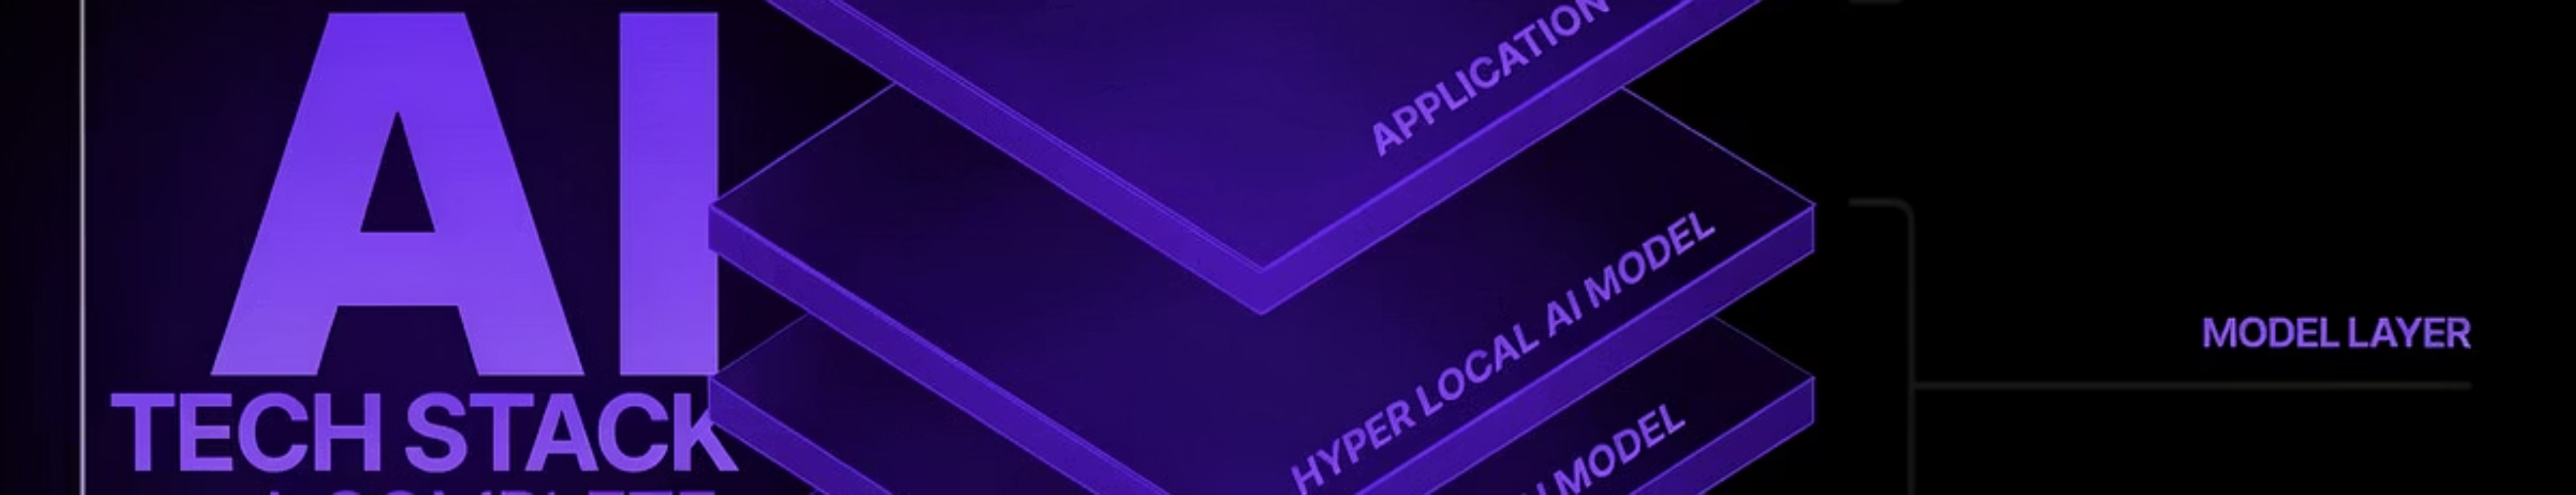 AI
TECH STACK
APPLICATION
HYPER LOCAL AI MODEL
MODEL
MODEL LAYER